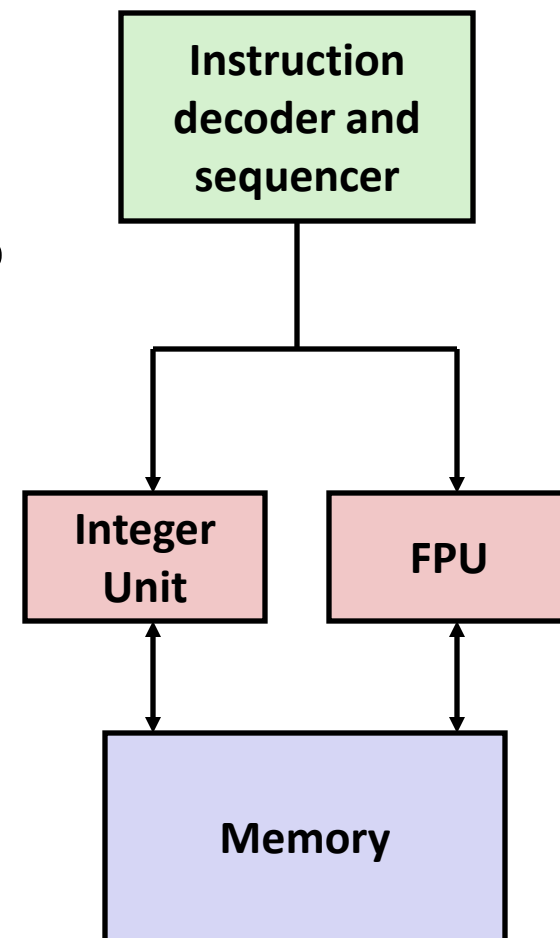 Instruction
decoder and
sequencer
)
Integer
Unit
FPU
Memory